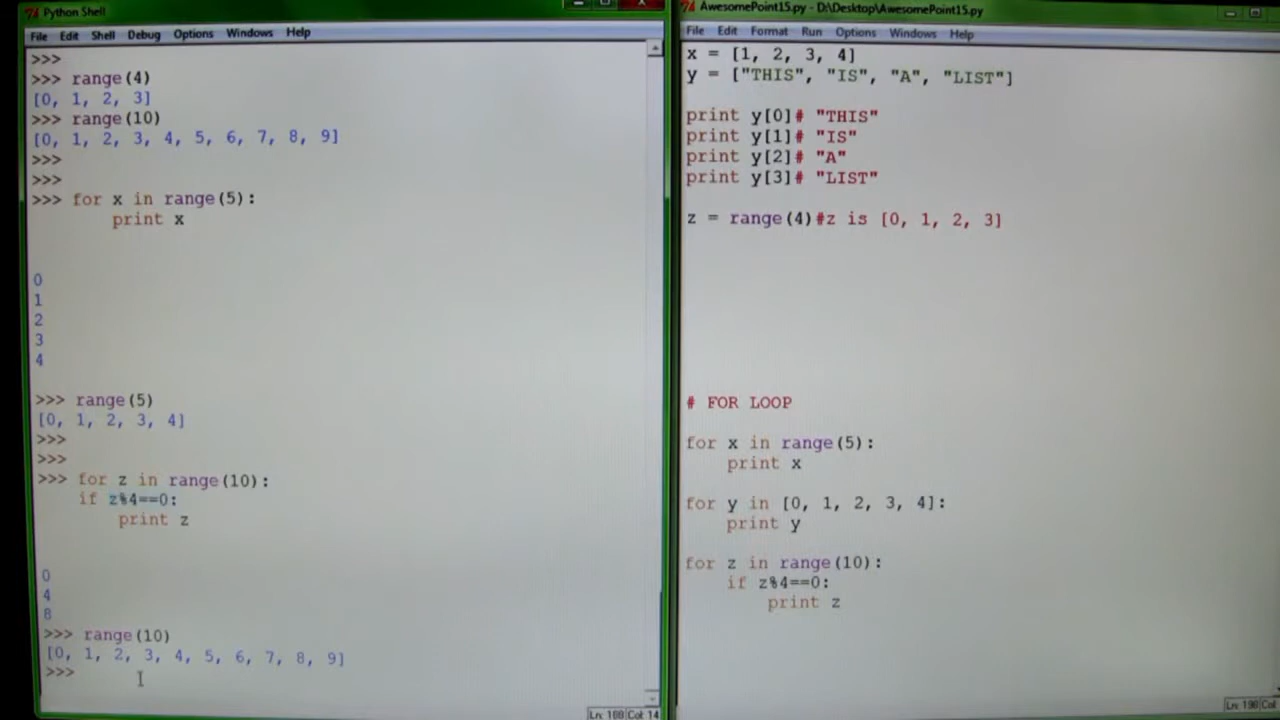 Python Shell
File Edit Shell Debug Options Windows Help
>>>
>>> range(4)
[0, 1, 2, 3]
>>> range(10)
[0, 1, 2, 3, 4, 5, 6, 7, 8, 9]
>>>
>>>
>>> for x in range(5):
print x
0
1
2
3
4
>>> range(5)
[0, 1, 2, 3, 4]
>>>
>>>
>>> for z in range(10):
if z%4==0:
print z
0
4
8
>>> range(10)
[0, 1, 2, 3, 4, 5, 6, 7, 8, 9]
>>>
Col: 14
AwesomePoint15.py - D:\Desktop\AwesomePoint15.py
File Edit Format Run Options Windows Help
x = [1, 2, 3, 4]
y = ["THIS", "IS", "A", "LIST"]
print y[0]# "THIS"
print y[1]# "IS"
print y[2]# "A"
print y[3]# "LIST"
z = range(4)#z is [0, 1, 2, 3]
# FOR LOOP
for x in range(5):
print x
for y in [0, 1, 2, 3, 4]:
print y
for z in range(10):
if z%4==0:
print z